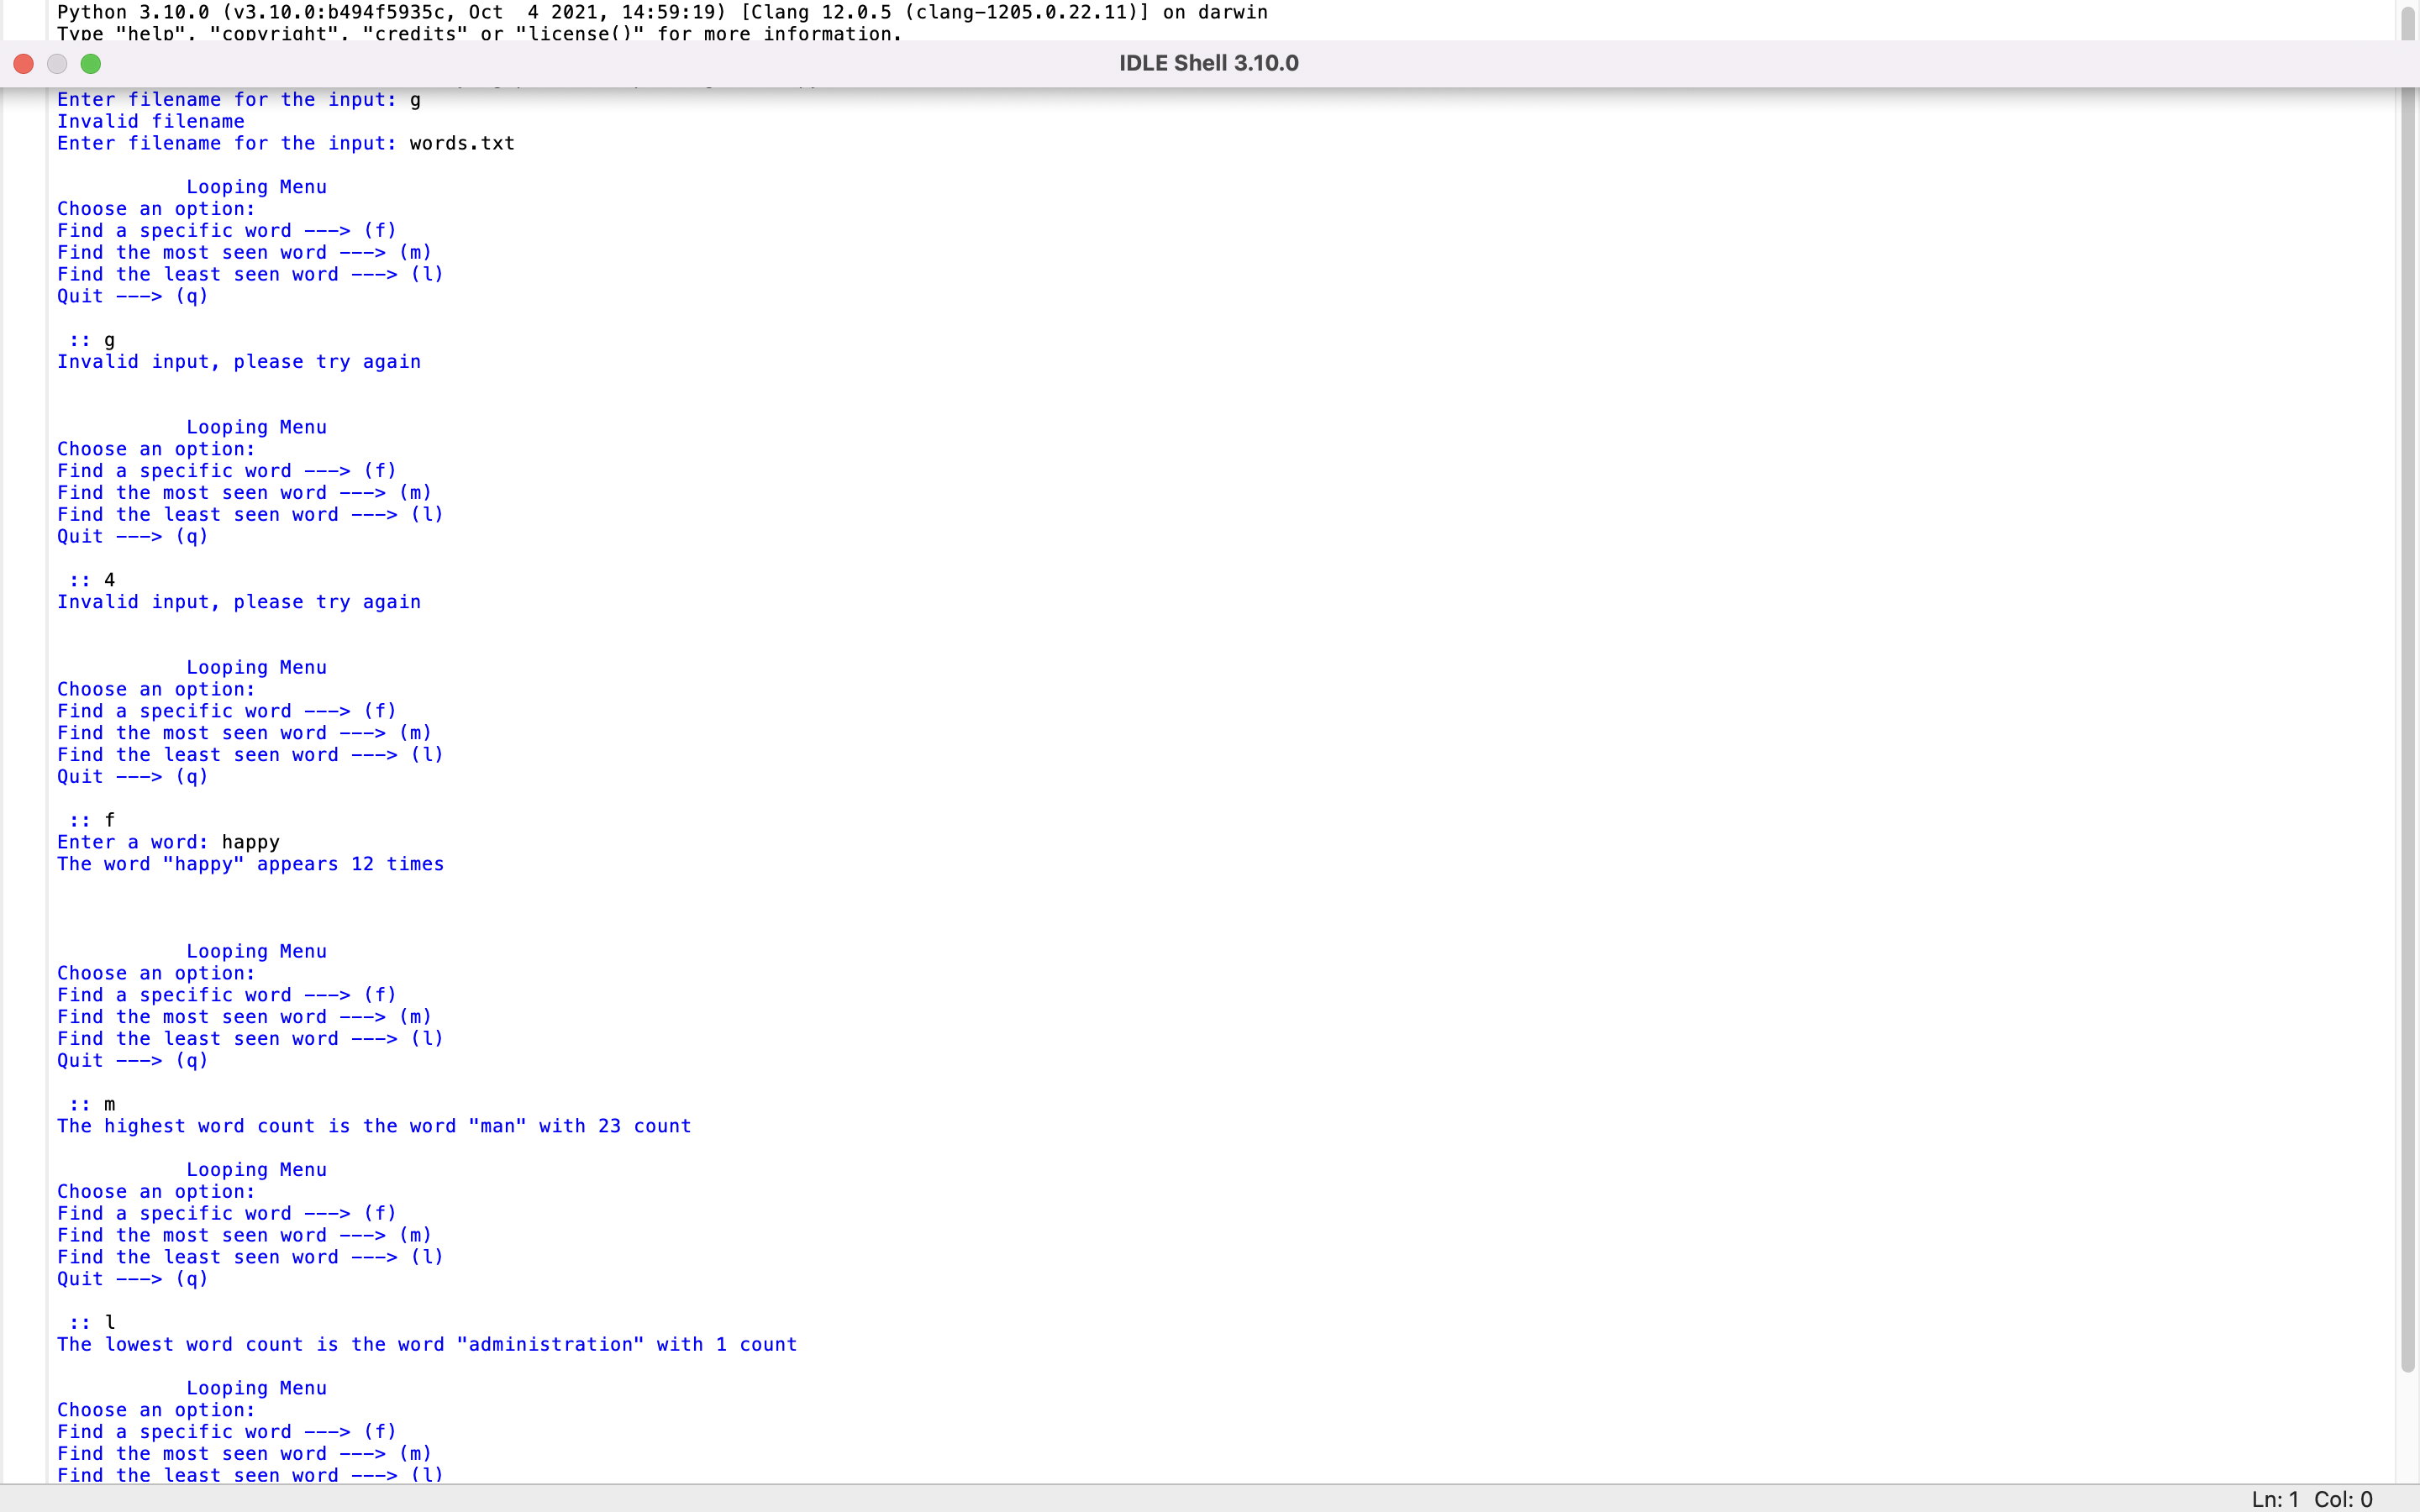 Python 3.10.0 (v3.10.0:b494f5935c, Oct  4 2021, 14:59:19) [Clang 12.0.5 (clang-1205.0.22.11)] on darwin
Type "help", "copyright", "credits" or "license()" for more information.
IDLE Shell 3.10.0
Enter filename for the input: g
Invalid filename
Enter filename for the input: words.txt
Looping Menu
Choose an option:
Find a specific word ---> (f)
Find the most seen word ---> (m)
Find the least seen word ---> (l)
Quit ---> (q)
:: g
Invalid input, please try again
Looping Menu
Choose an option:
Find a specific word ---> (f)
Find the most seen word ---> (m)
Find the least seen word ---> (l)
Quit ---> (q)
:: 4
Invalid input, please try again
Looping Menu
Choose an option:
Find a specific word ---> (f)
Find the most seen word ---> (m)
Find the least seen word ---> (l)
Quit ---> (q)
:: f
Enter a word: happy
The word "happy" appears 12 times
Looping Menu
Choose an option:
Find a specific word ---> (f)
Find the most seen word ---> (m)
Find the least seen word ---> (l)
Quit ---> (q)
:: m
The highest word count is the word "man" with 23 count
Looping Menu
Choose an option:
Find a specific word ---> (f)
Find the most seen word ---> (m)
Find the least seen word ---> (l)
Quit ---> (q)
:: l
The lowest word count is the word "administration" with 1 count
Looping Menu
Choose an option:
Find a specific word ---> (f)
Find the most seen word ---> (m)
Find the least seen word ---> (l)
Ln: 1 Col: 0